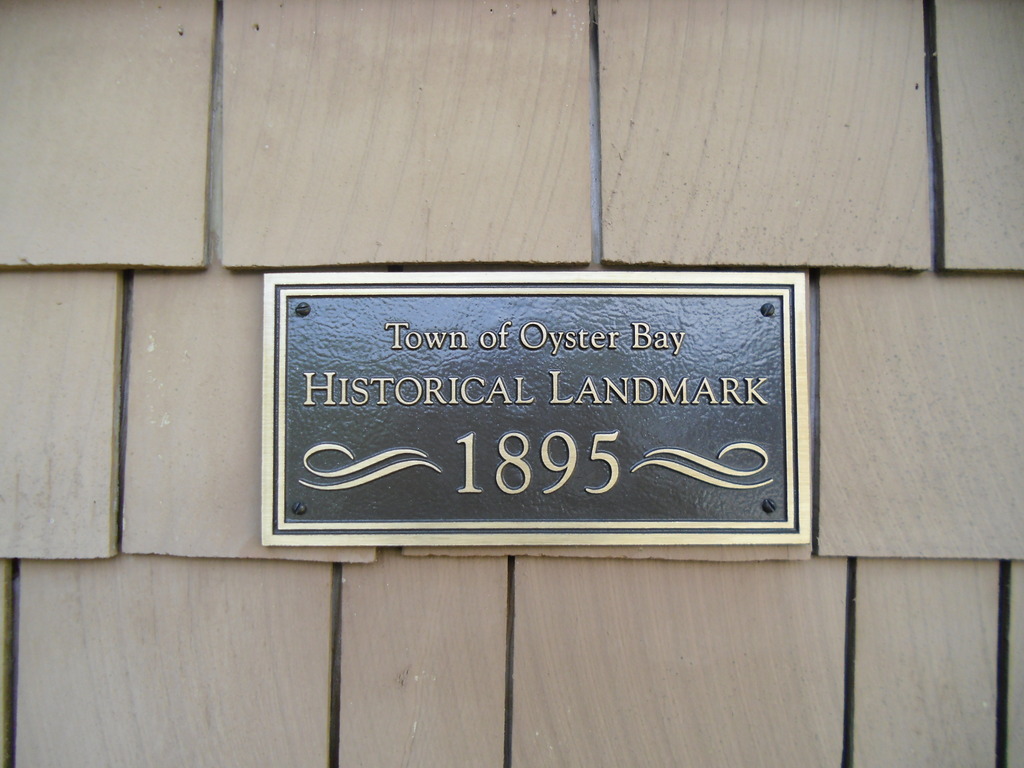 Town of Oyster Bay
Historical Landmark
1895